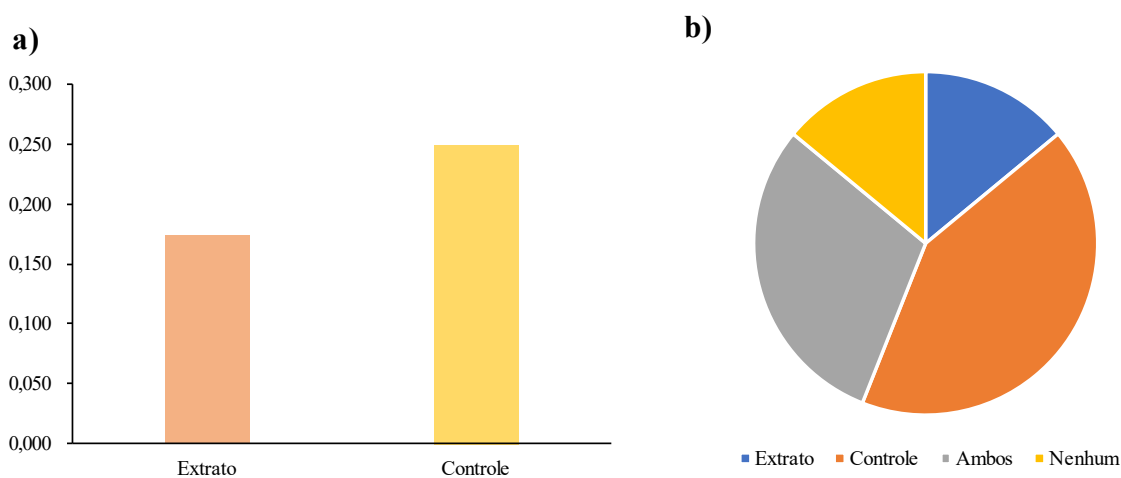 a)
0,300
0,250
0,200
0,150
0,100
0,050
0,000
Extrato Controle
b)
Extrato Controle Ambos Nenhum